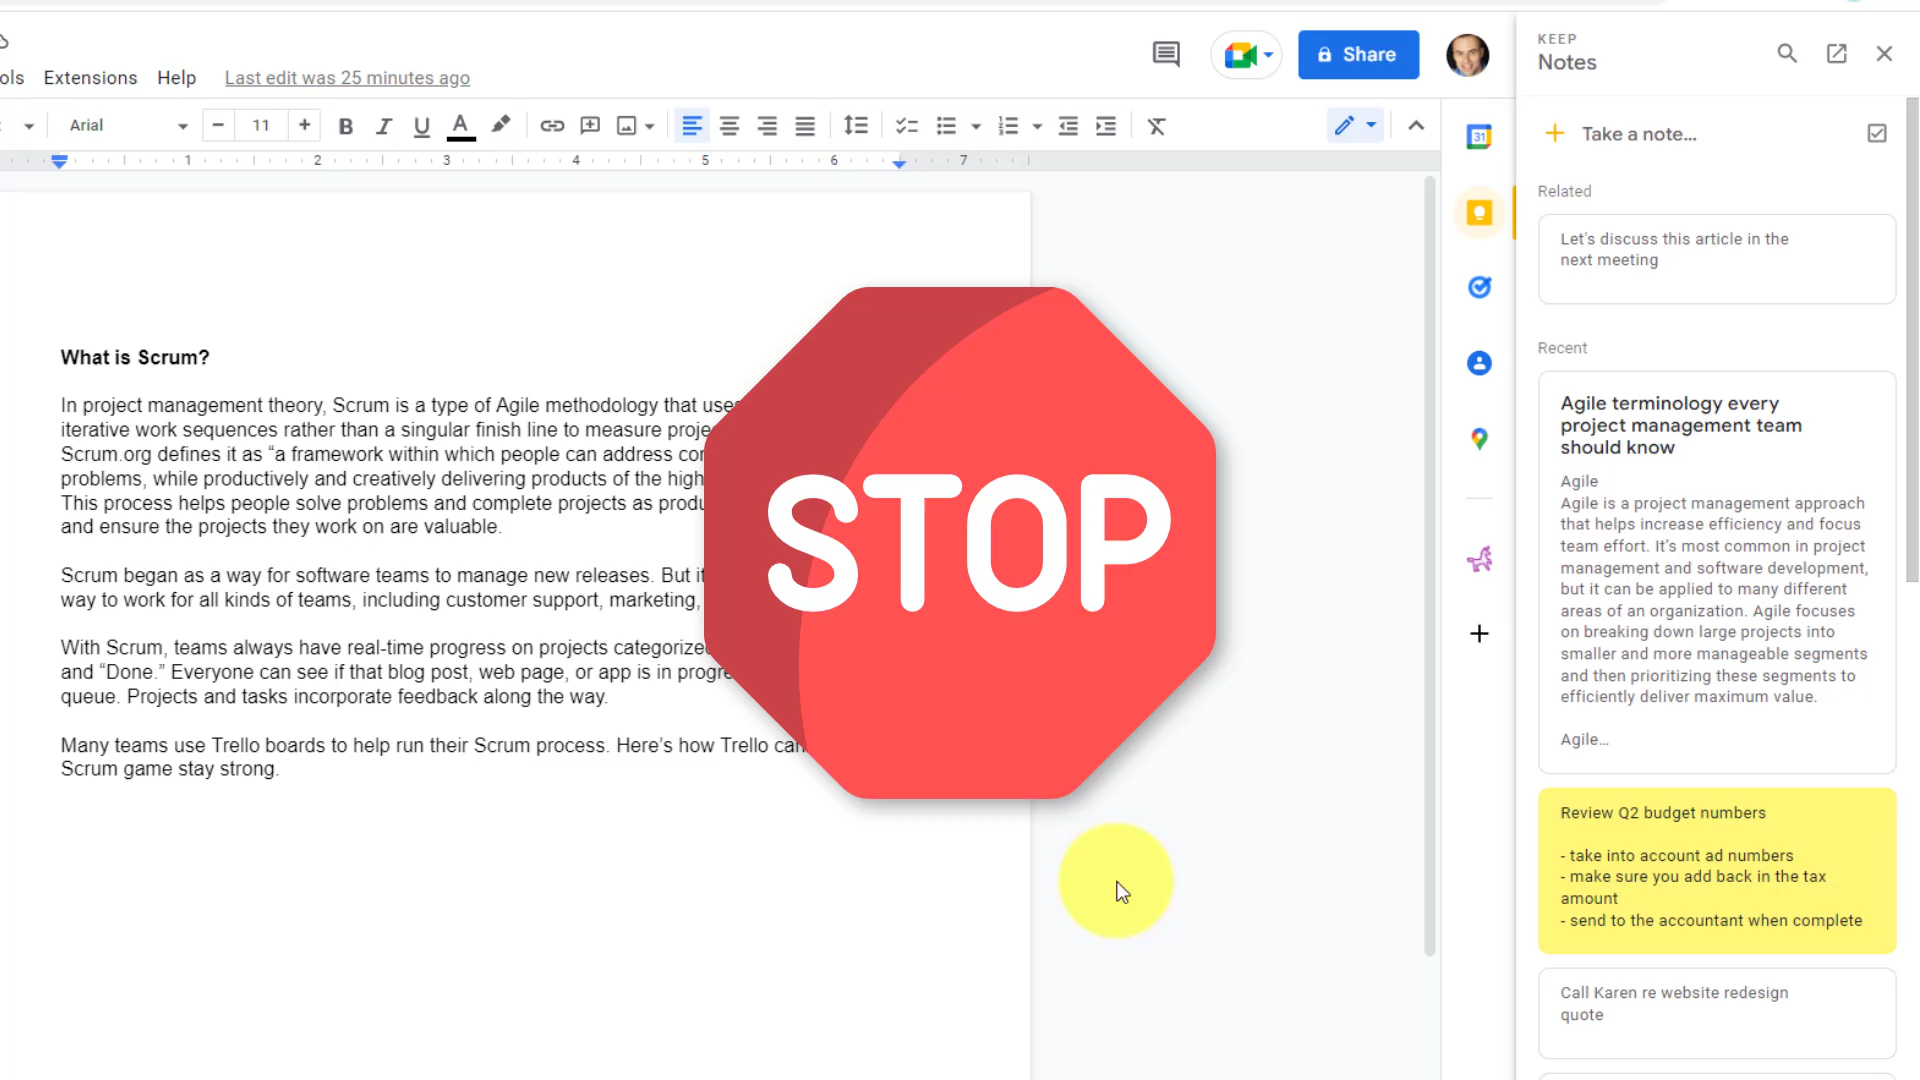 ols Extensions Help Last edit was 25 minutes ago
Share
KEEP
Notes
Arial
11
1 2 3 4 5 6 7
31
Take a note...
Related
Let's discuss this article in the
next meeting
Recent
Agile terminology every
project management team
should know
Agile
Agile is a project management approach
that helps increase efficiency and focus
team effort. It's most common in project
management and software development,
but it can be applied to many different
areas of an organization. Agile focuses
on breaking down large projects into
smaller and more manageable segments
and then prioritizing these segments to
efficiently deliver maximum value.
Agile…
Review Q2 budget numbers
- take into account ad numbers
- make sure you add back in the tax
amount
- send to the accountant when complete
Call Karen re website redesign
quote
What is Scrum?
In project management theory, Scrum is a type of Agile methodology that uses
iterative work sequences rather than a singular finish line to measure proje
Scrum.org defines it as “a framework within which people can address cor
problems, while productively and creatively delivering products of the high
This process helps people solve problems and complete projects as produ
and ensure the projects they work on are valuable.
Scrum began as a way for software teams to manage new releases. But it
way to work for all kinds of teams, including customer support, marketing,
With Scrum, teams always have real-time progress on projects categorized
and “Done.” Everyone can see if that blog post, web page, or app is in progre
queue. Projects and tasks incorporate feedback along the way.
Many teams use Trello boards to help run their Scrum process. Here’s how Trello can
Scrum game stay strong.
STOP